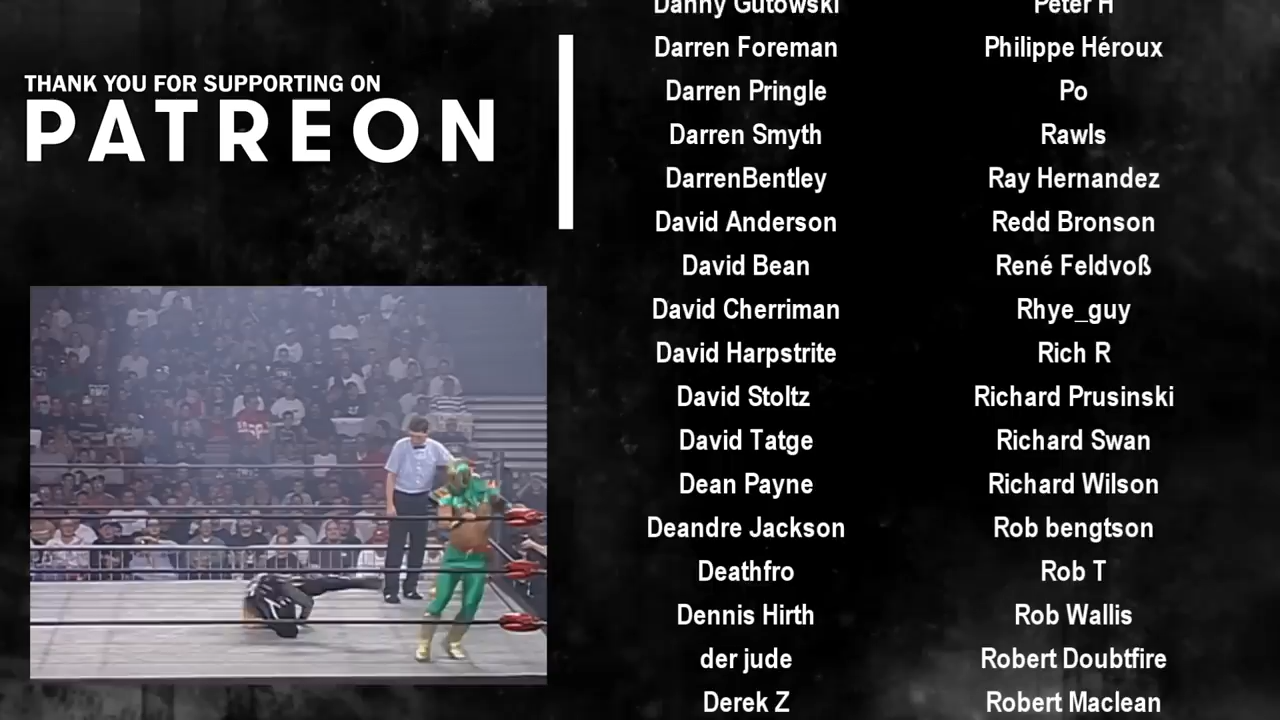 THANK YOU FOR SUPPORTING ON
PATREON
Danny Gutowski
Darren Foreman
Darren Pringle
Darren Smyth
DarrenBentley
David Anderson
David Bean
David Cherriman
David Harpstrite
David Stoltz
David Tatge
Dean Payne
Deandre Jackson
Deathfro
Dennis Hirth
der jude
Derek Z
Peter H
Philippe Héroux
Po
Rawls
Ray Hernandez
Redd Bronson
René Feldvoß
Rhye_guy
Rich R
Richard Prusinski
Richard Swan
Richard Wilson
Rob bengtson
Rob T
Rob Wallis
Robert Doubtfire
Robert Maclean